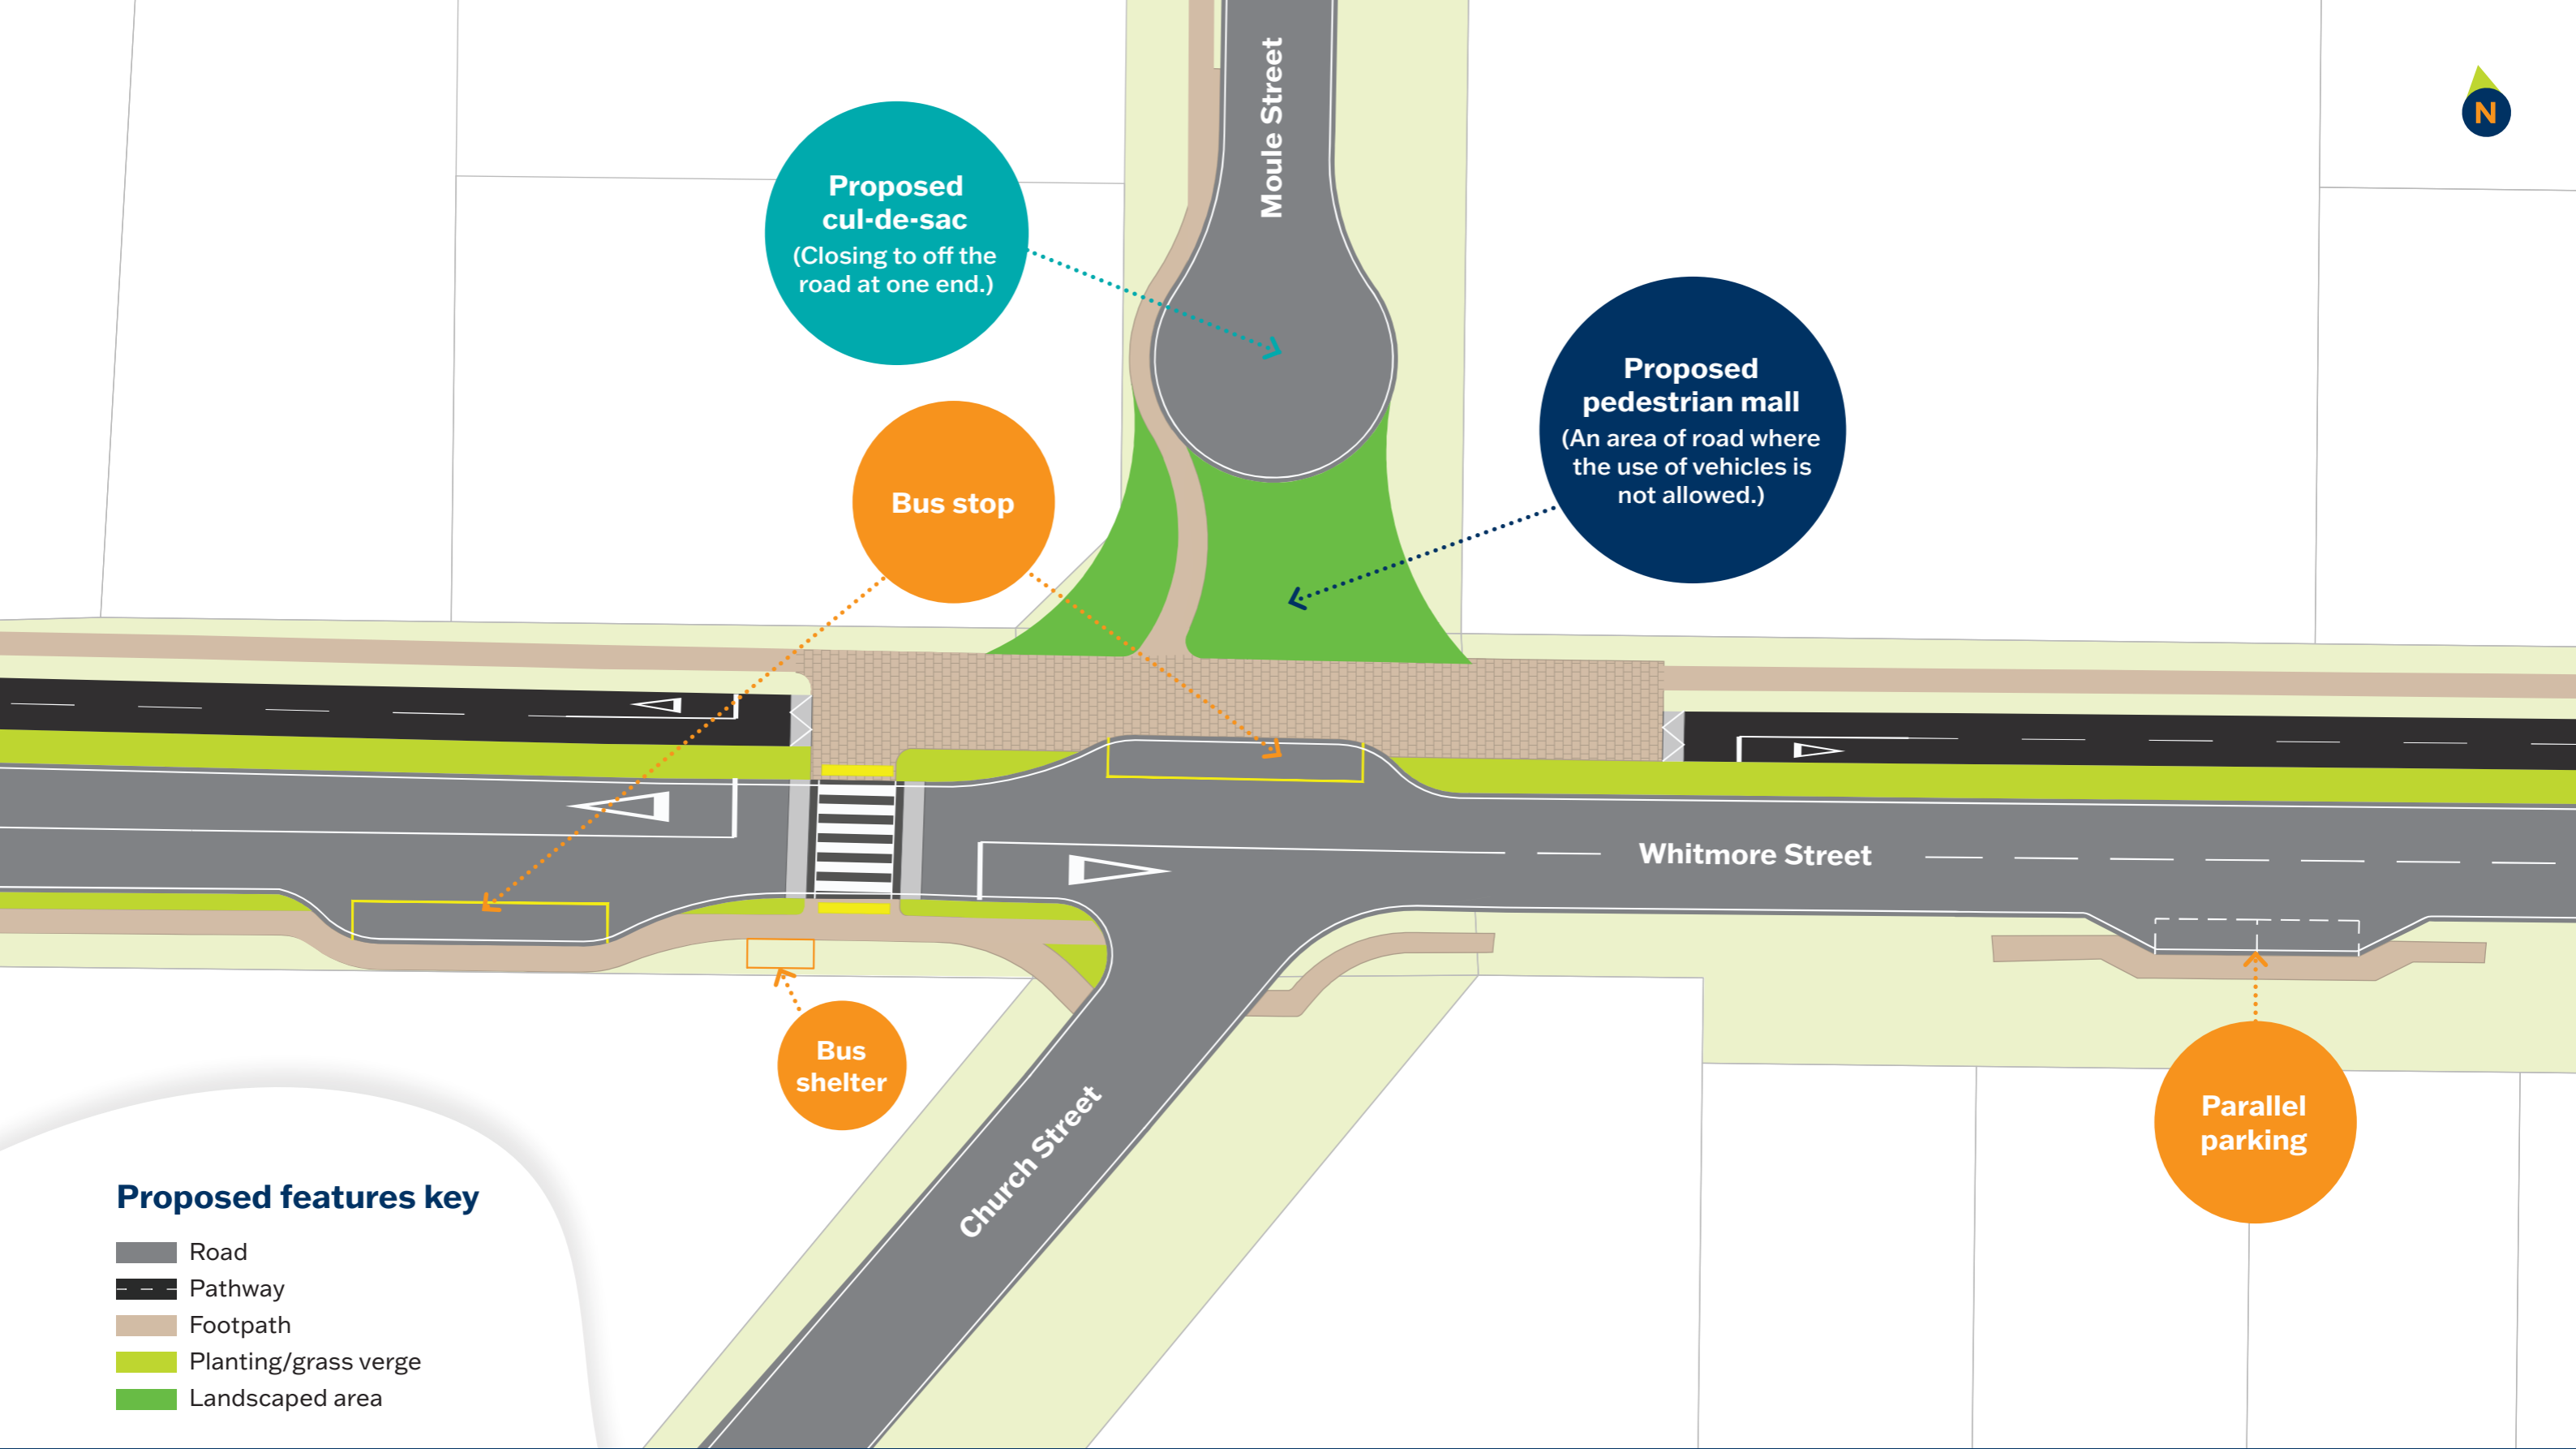 Moule Street
N
Proposed
cul-de-sac
(Closing to off the
road at one end.)
Proposed
pedestrian mall
(An area of road where
the use of vehicles is
not allowed.)
Bus stop
Whitmore Street
Bus
shelter
Church Street
Parallel
parking
Proposed features key
Road
Pathway
Footpath
Planting/grass verge
Landscaped area